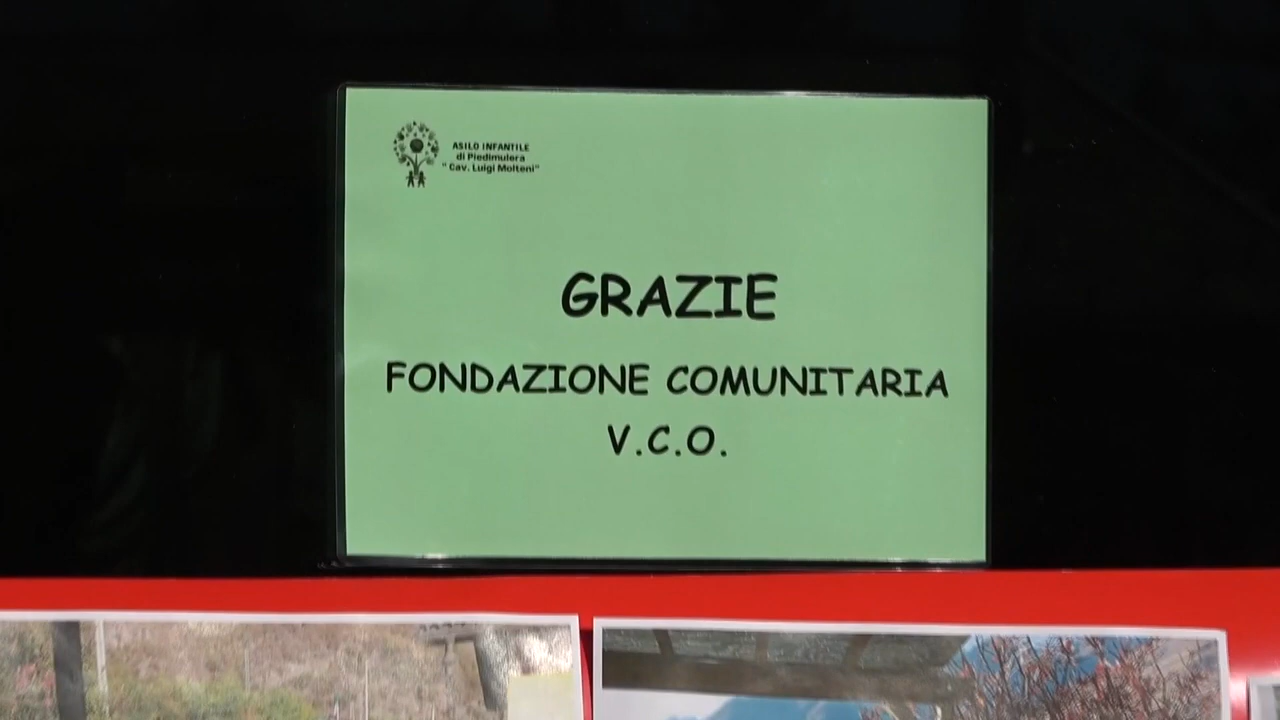 ASILO INFANTILE
di Piedimulera
"Cav. Luigi Molteni"
GRAZIE
FONDAZIONE COMUNITARIA
V.C.O.